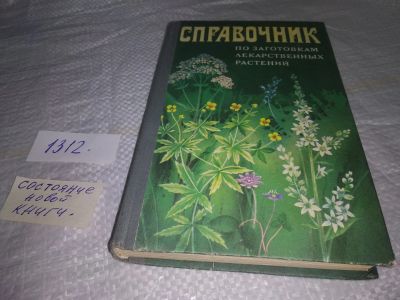 СПРАВОЧНИК
ПО ЗАГОТОВКАМ
ЛЕКАРСТВЕННЫХ
РАСТЕНИЙ
1312.
СОСТОЯНИЕ
НОВОЙ
КНИГИ.